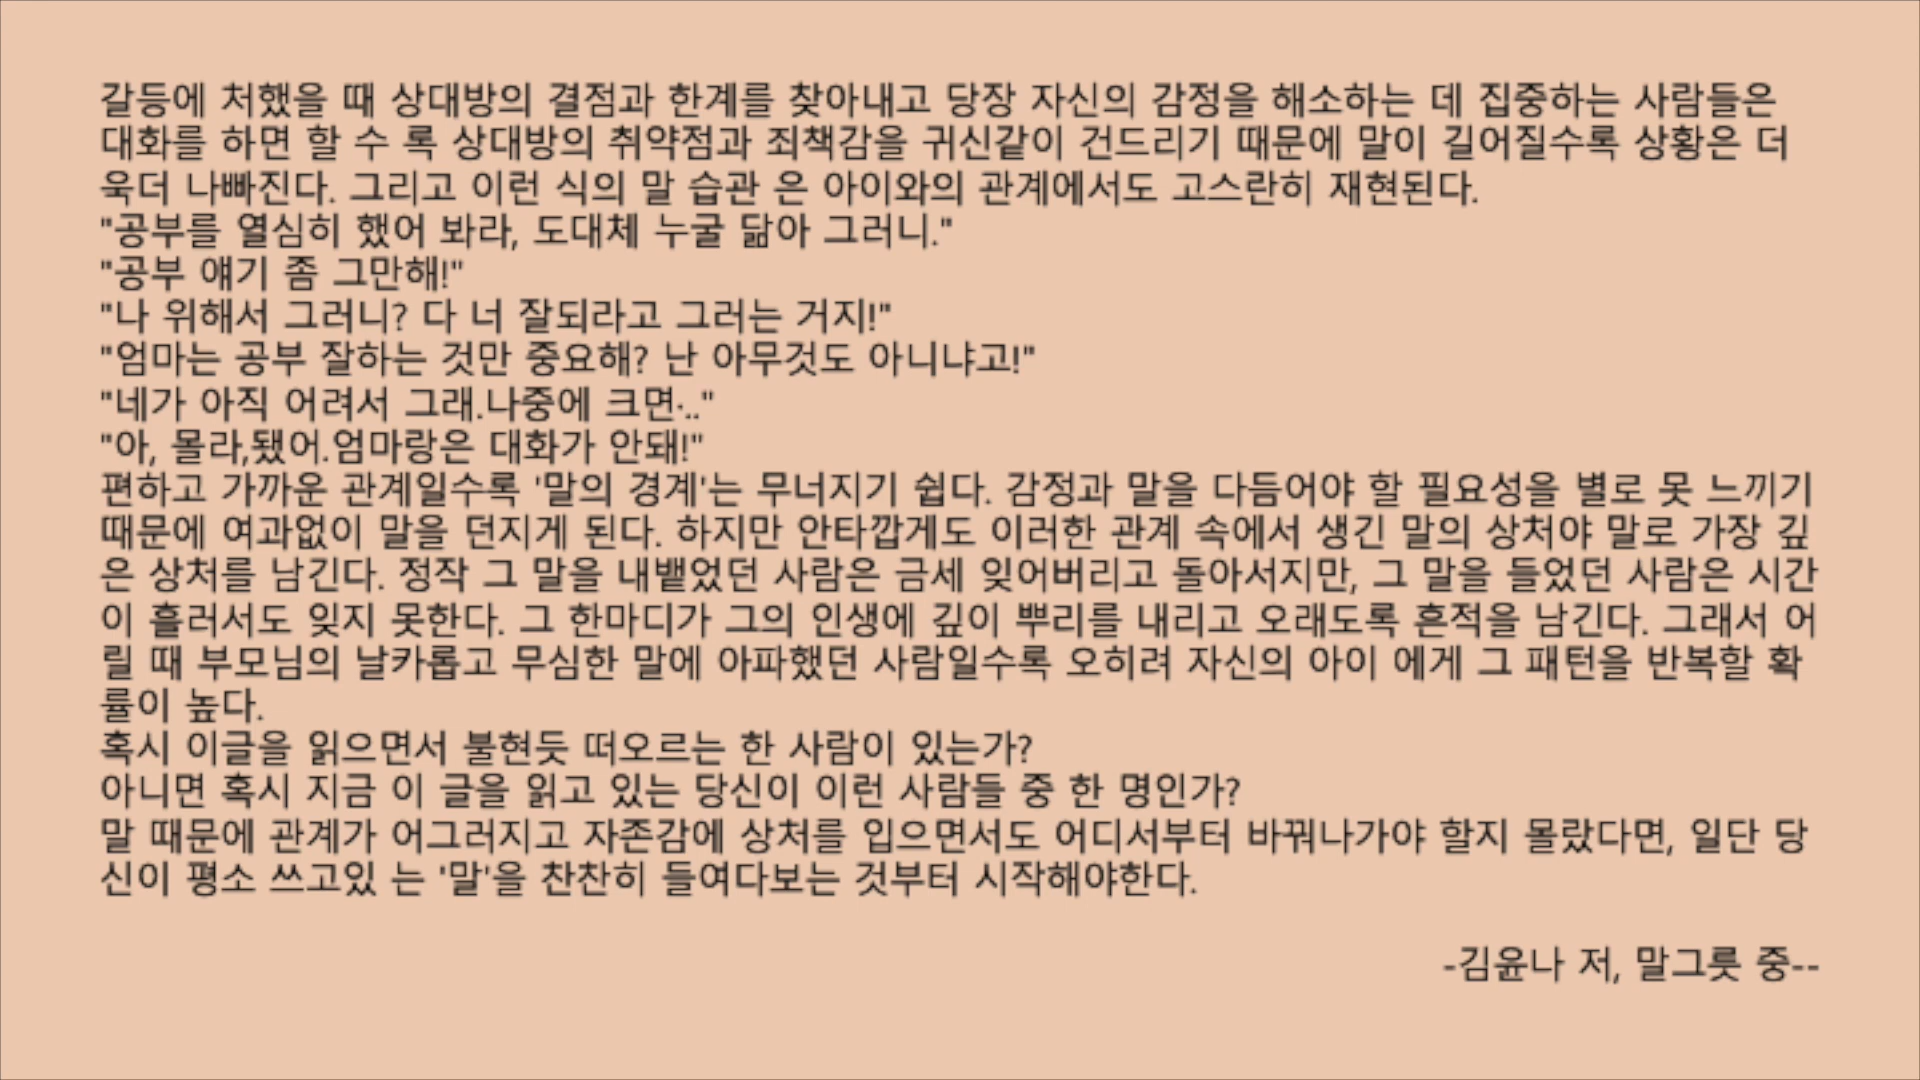 갈등에 처했을 때 상대방의 결점과 한계를 찾아내고 당장 자신의 감정을 해소하는 데 집중하는 사람들은
대화를 하면 할 수 록 상대방의 취약점과 죄책감을 귀신같이 건드리기 때문에 말이 길어질수록 상황은 더
욱더 나빠진다. 그리고 이런 식의 말 습관 은 아이와의 관계에서도 고스란히 재현된다.
"공부를 열심히 했어 봐라, 도대체 누굴 닮아 그러니."
"공부 얘기 좀 그만해!"
"나 위해서 그러니? 다 너 잘되라고 그러는 거지!"
"엄마는 공부 잘하는 것만 중요해? 난 아무것도 아니냐고!"
"네가 아직 어려서 그래.나중에 크면·.."
"아, 몰라,됐어.엄마랑은 대화가 안돼!"
편하고 가까운 관계일수록 '말의 경계'는 무너지기 쉽다. 감정과 말을 다듬어야 할 필요성을 별로 못 느끼기
때문에 여과없이 말을 던지게 된다. 하지만 안타깝게도 이러한 관계 속에서 생긴 말의 상처야 말로 가장 깊
은 상처를 남긴다. 정작 그 말을 내뱉었던 사람은 금세 잊어버리고 돌아서지만, 그 말을 들었던 사람은 시간
이 흘러서도 잊지 못한다. 그 한마디가 그의 인생에 깊이 뿌리를 내리고 오래도록 흔적을 남긴다. 그래서 어
릴 때 부모님의 날카롭고 무심한 말에 아파했던 사람일수록 오히려 자신의 아이 에게 그 패턴을 반복할 확
률이 높다.
혹시 이글을 읽으면서 불현듯 떠오르는 한 사람이 있는가?
아니면 혹시 지금 이 글을 읽고 있는 당신이 이런 사람들 중 한 명인가?
말 때문에 관계가 어그러지고 자존감에 상처를 입으면서도 어디서부터 바꿔나가야 할지 몰랐다면, 일단 당
신이 평소 쓰고있 는 '말'을 찬찬히 들여다보는 것부터 시작해야한다.
-김윤나 저, 말그릇 중--